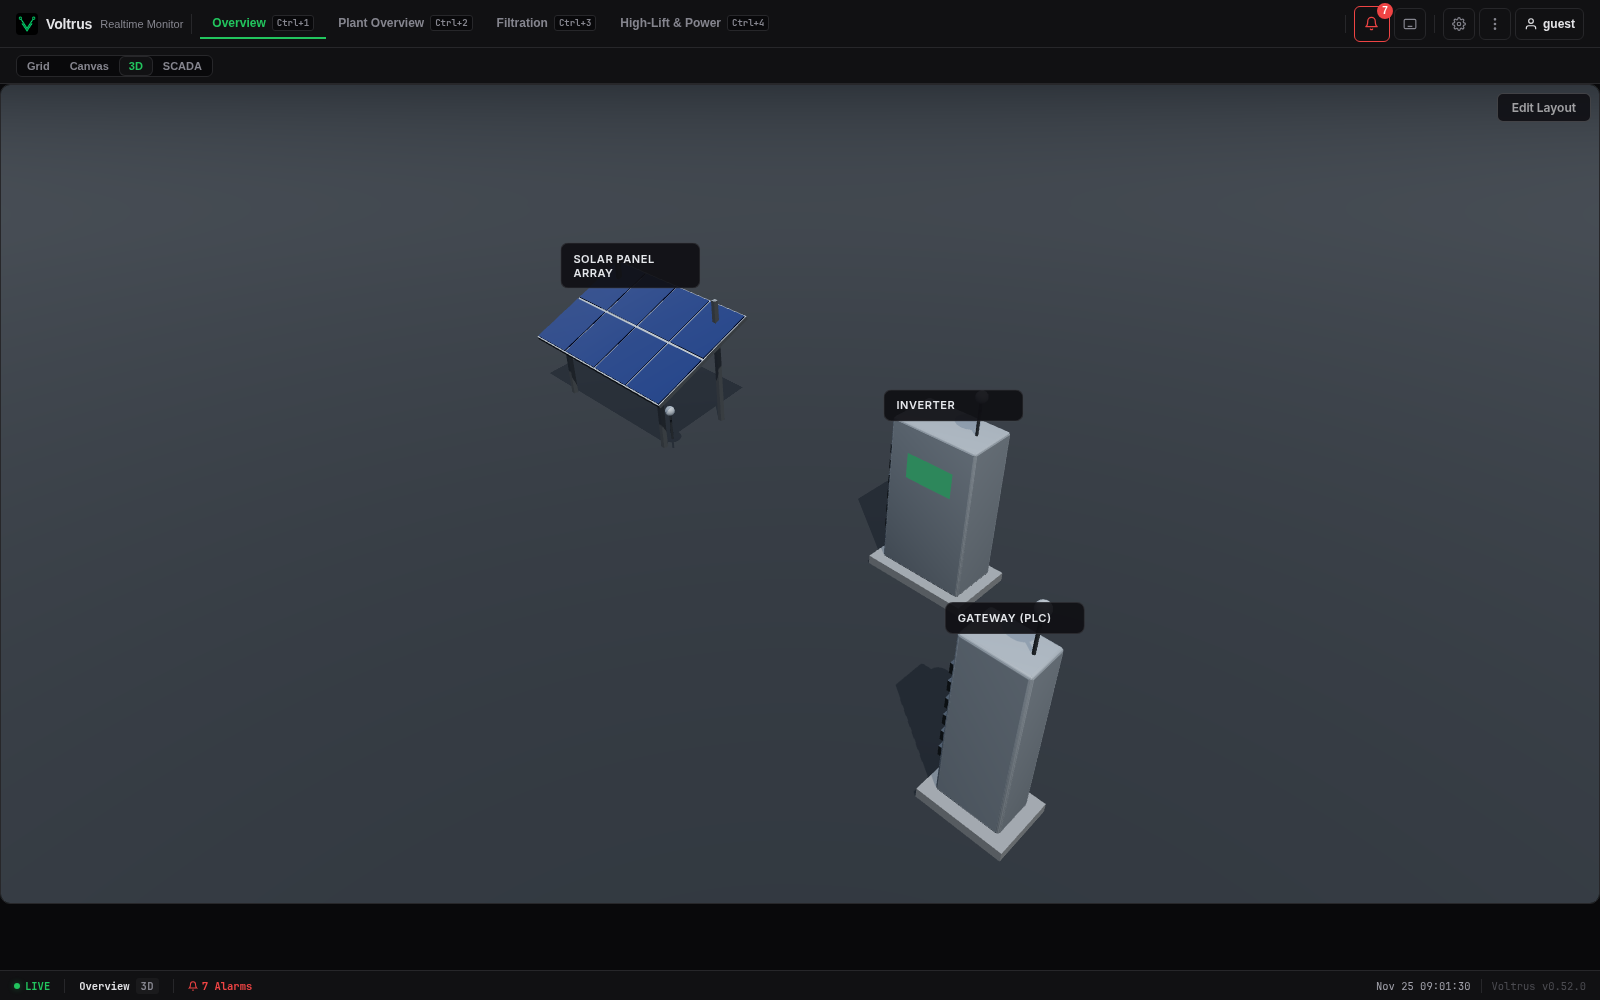 Voltrus Realtime Monitor Overview Ctrl+1 Plant Overview Ctrl+2 Filtration Ctrl+3 High-Lift & Power Ctrl+4 7 guest
Grid Canvas 3D SCADA
Edit Layout
SOLAR PANEL
ARRAY
INVERTER
GATEWAY (PLC)
LIVE Overview 3D 7 Alarms Nov 25 09:01:30 Voltrus v0.52.0